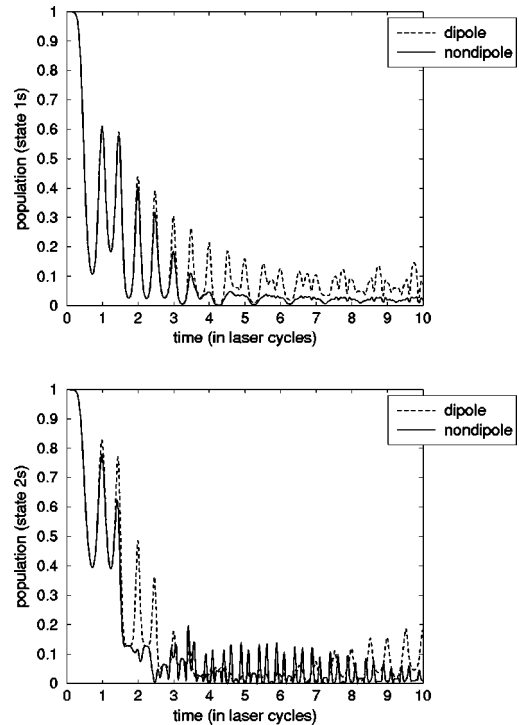 1
0.9
0.8
0.7
0.6
0.5
0.4
0.3
0.2
0.1
0
population (state 1s)
0 1 2 3 4 5 6 7 8 9 10
time (in laser cycles)
dipole
nondipole
1
0.9
0.8
0.7
0.6
0.5
0.4
0.3
0.2
0.1
0
population (state 2s)
0 1 2 3 4 5 6 7 8 9 10
time (in laser cycles)
dipole
nondipole